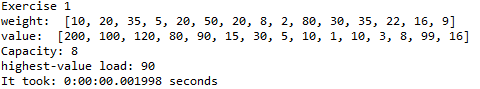 Exercise 1
weight:  [10, 20, 35, 5, 20, 50, 20, 8, 2, 80, 30, 35, 22, 16, 9]
value:  [200, 100, 120, 80, 90, 15, 30, 5, 10, 1, 10, 3, 8, 99, 16]
Capacity: 8
highest-value load: 90
It took: 0:00:00.001998 seconds